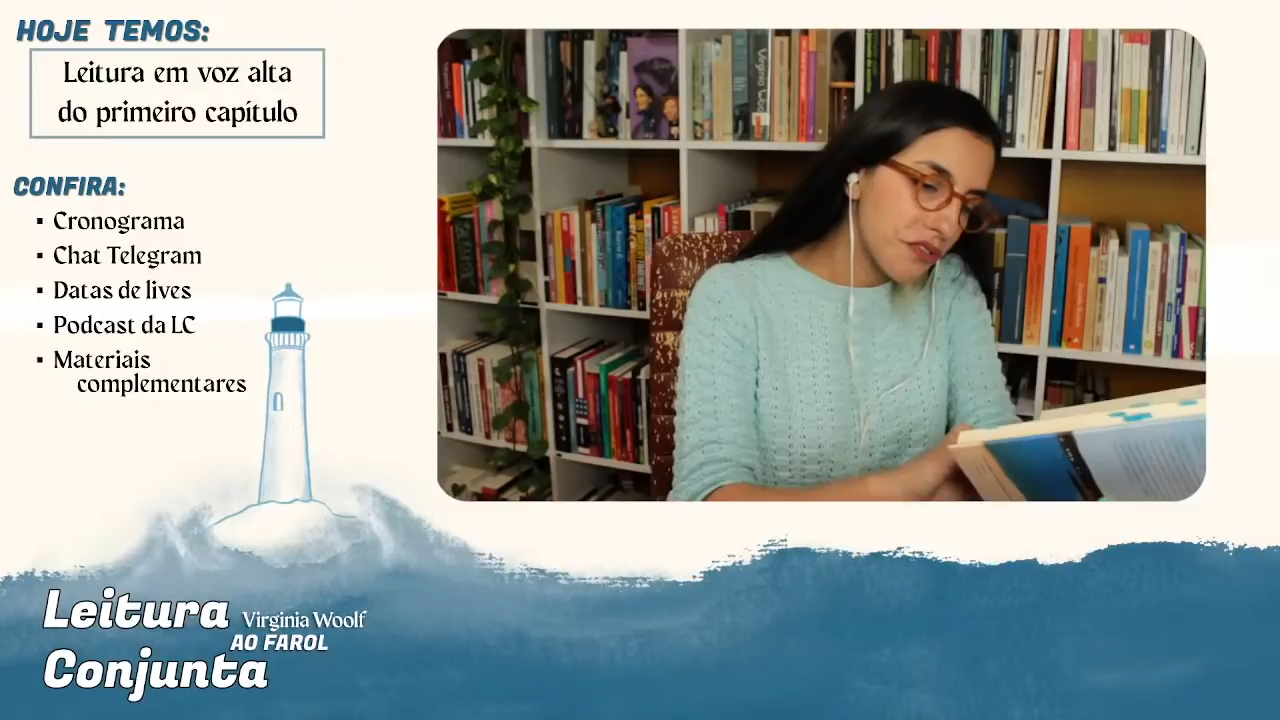 HOJE TEMOS:
Leitura em voz alta
do primeiro capítulo
CONFIRA:
▪ Cronograma
▪ Chat Telegram
▪ Datas de lives
▪ Podcast da LC
▪ Materiais
complementares
Leitura
Virginia Woolf
AO FAROL
Conjunta